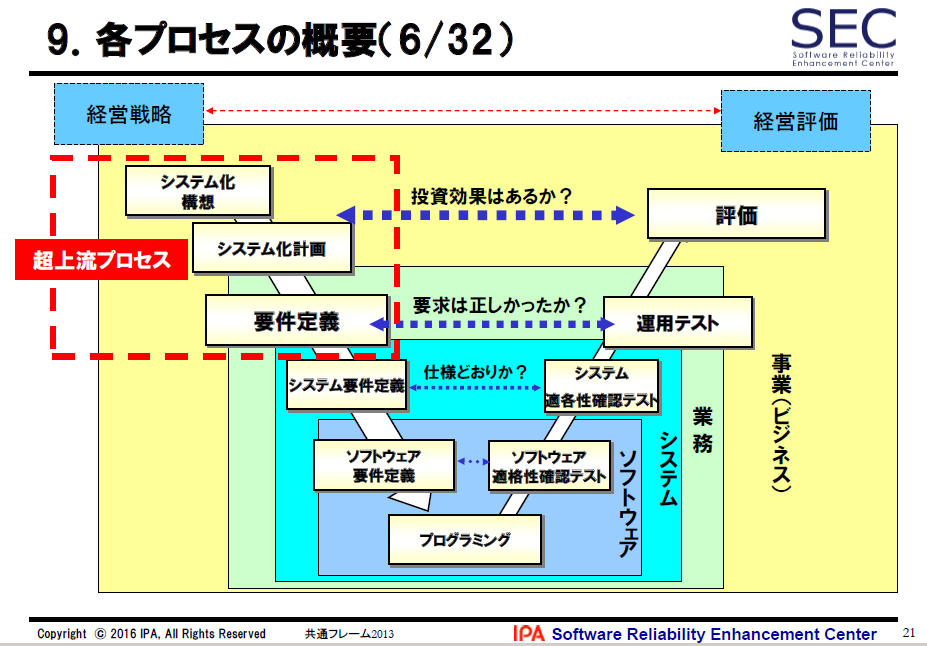 9. 各プロセスの概要(6/32)
SEC
Software Reliability
Enhancement Center
経営戦略
経営評価
システム化
構想
投資効果はあるか?
評価
システム化計画
超上流プロセス
要件定義
要求は正しかったか?
運用テスト
システム要件定義
仕様どおりか?
システム
適各性確認テスト
ソフトウェア
要件定義
ソフトウェア
適格性確認テスト
プログラミング
ソフトウェア
システム
業務
事業(ビジネス)
Copyright © 2016 IPA, All Rights Reserved
共通フレーム2013
IPA Software Reliability Enhancement Center
21